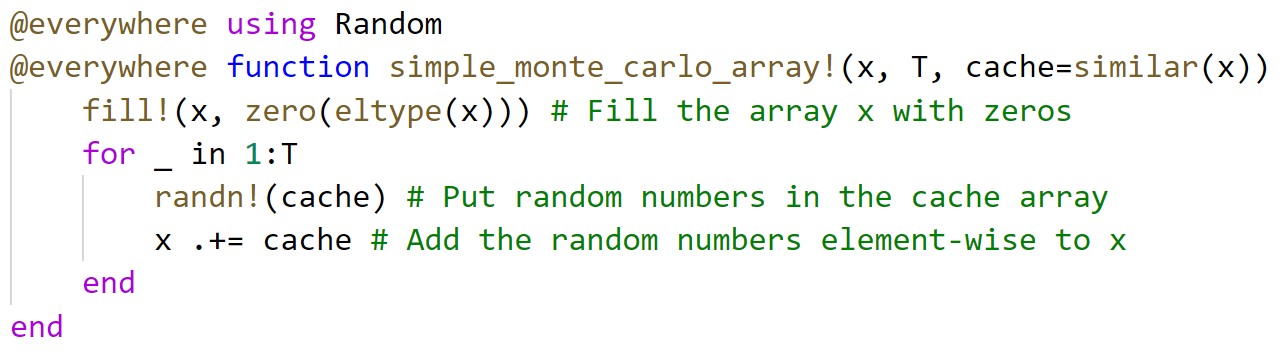 @everywhere using Random
@everywhere function simple_monte_carlo_array!(x, T, cache=similar(x))
    fill!(x, zero(eltype(x))) # Fill the array x with zeros
    for _ in 1:T
        randn!(cache) # Put random numbers in the cache array
        x .+= cache # Add the random numbers element-wise to x
    end
end